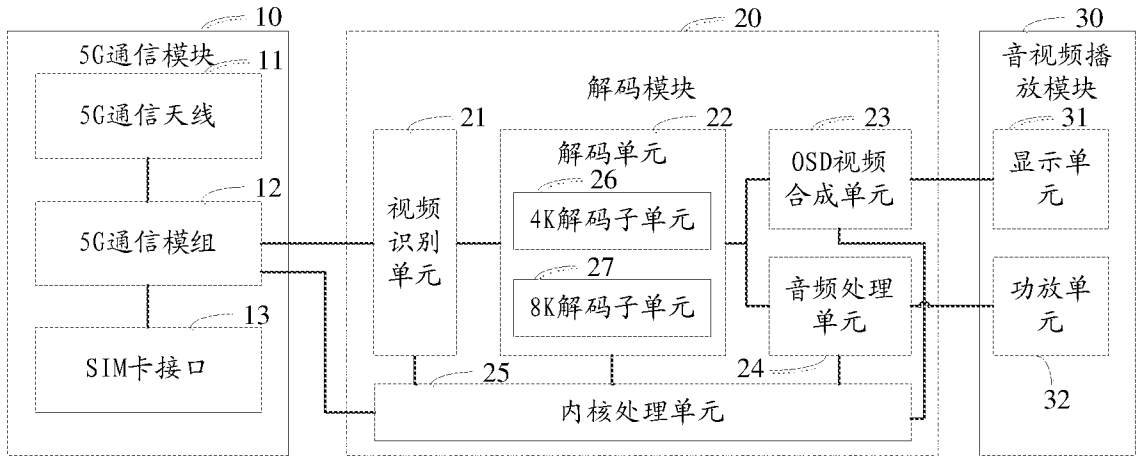 10
5G通信模块
11
5G通信天线
12
5G通信模组
13
SIM卡接口
20
解码模块
21
视频
识别
单元
22
解码单元
26
4K解码子单元
27
8K解码子单元
23
OSD视频
合成单元
音频处理
单元
24
25
内核处理单元
30
音视频播
放模块
31
显示单
元
功放单
元
32